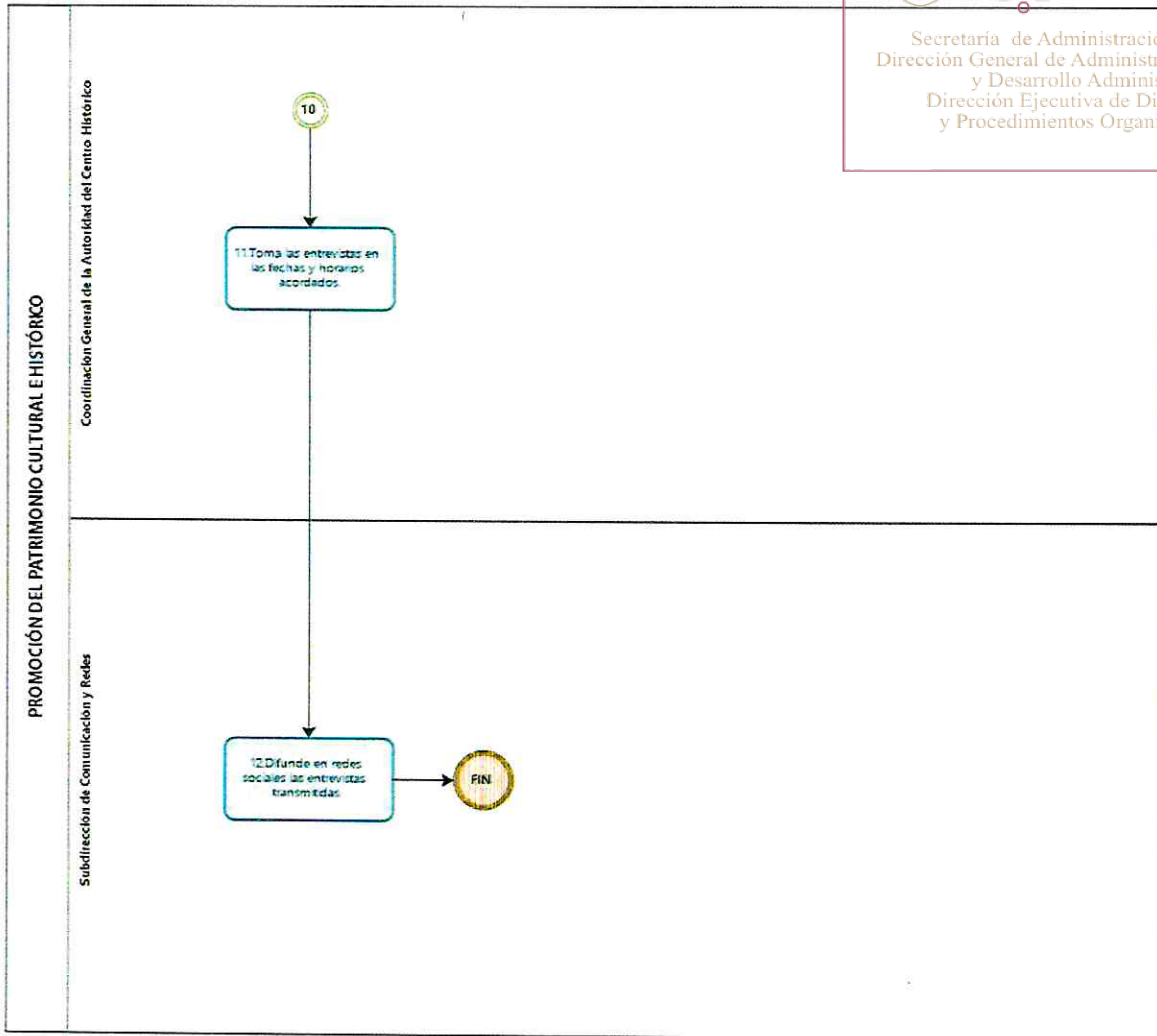 Secretaría de Administració
Dirección General de Administr
y Desarrollo Adminis
Dirección Ejecutiva de Di
y Procedimientos Organi
PROMOCIÓN DEL PATRIMONIO CULTURAL E HISTÓRICO
Coordinación General de la Autoridad del Centro Histórico
10
11.Toma las entrevistas en
las fechas y horarios
acordados.
Subdirección de Comunicación y Redes
12.Difunde en redes
sociales las entrevistas
transmitidas.
FIN